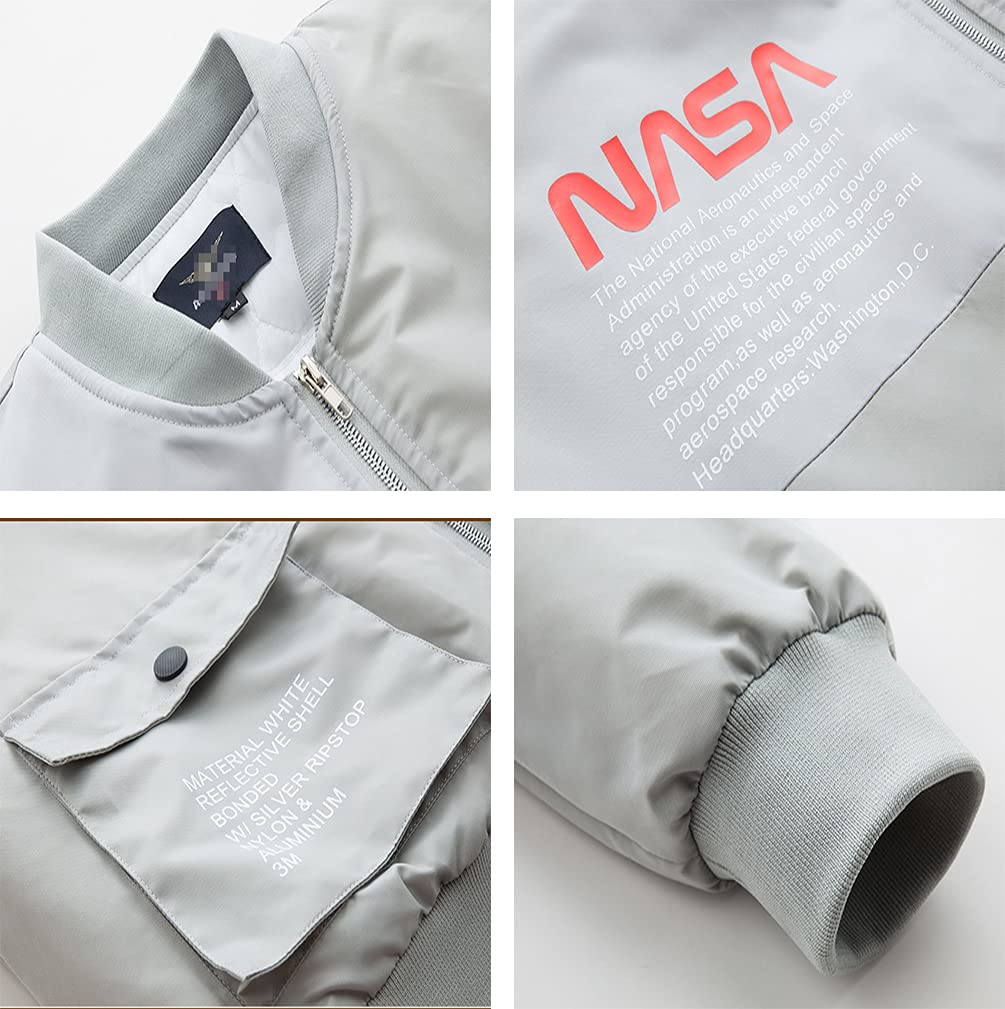 M
NASA
The National Aeronautics and Space
Administration is an independent
agency of the executive branch
of the United States federal government
responsible for the civilian space
program,as well as aeronautics and
aerospace research.
Headquarters:Washington,D.C.
MATERIAL WHITE
REFLECTIVE SHELL
BONDED
W/ SILVER RIPSTOP
NYLON &
ALUMINIUM
3M